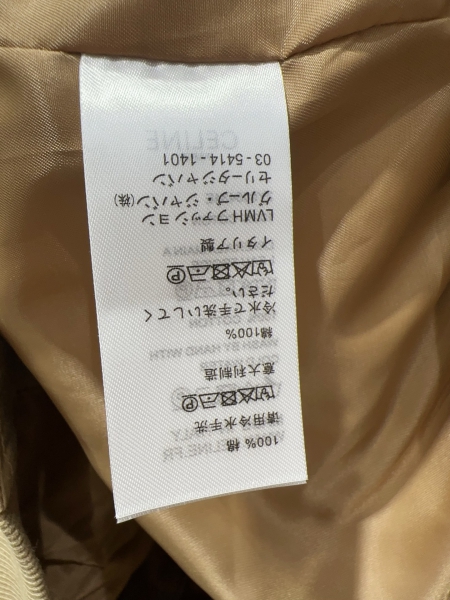 100% 棉
请用冷水手洗
意大利制造
綿100%
冷水で手洗いしてく
ださい。
イタリア製
LVMHファッション
グループ・ジャパン(株)
セリーヌジャパン
03-5414-1401